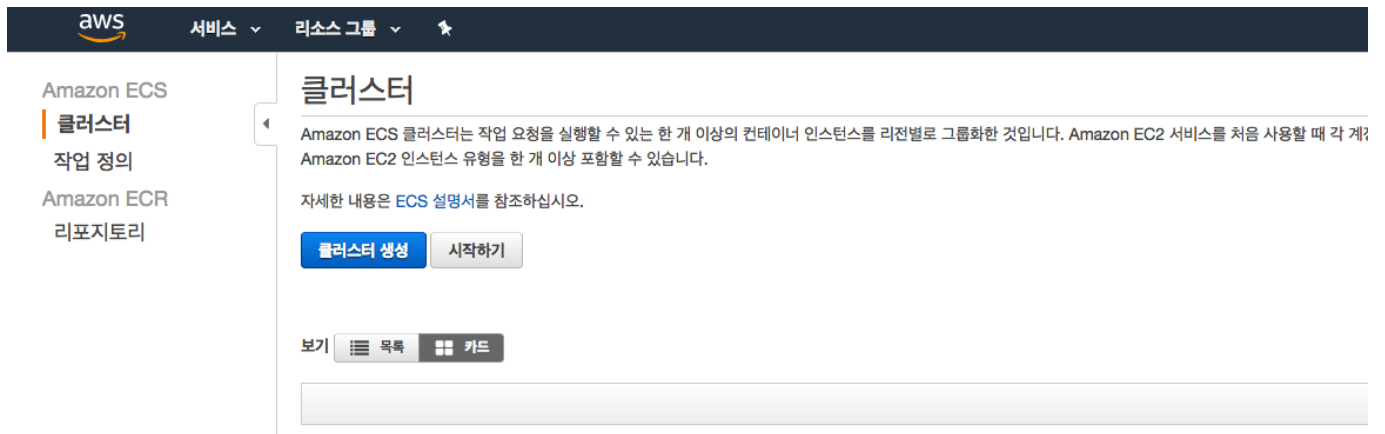 aws 서비스 리소스 그룹
Amazon ECS
클러스터
작업 정의
Amazon ECR
리포지토리
클러스터
Amazon ECS 클러스터는 작업 요청을 실행할 수 있는 한 개 이상의 컨테이너 인스턴스를 리전별로 그룹화한 것입니다. Amazon EC2 서비스를 처음 사용할 때 각
Amazon EC2 인스턴스 유형을 한 개 이상 포함할 수 있습니다.
자세한 내용은 ECS 설명서를 참조하십시오.
클러스터 생성 시작하기
보기 목록 카드